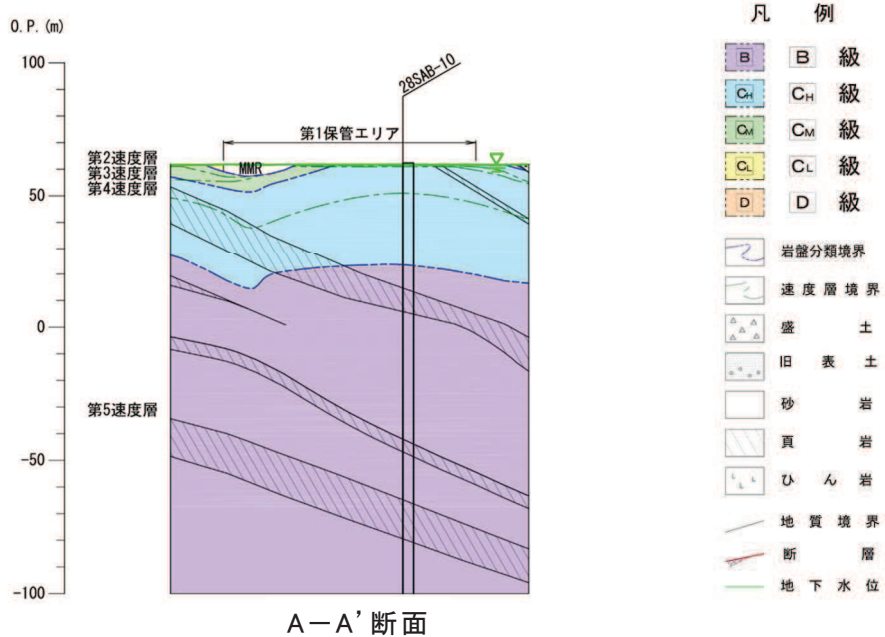 O.P.(m)
100
50
0
-50
-100
28SAB-10
第1保管エリア
第2速度層
第3速度層
第4速度層
第5速度層
MMR
A－A’断面
凡 例
B B 級
CH CH 級
CM CM 級
CL CL 級
D D 級
岩盤分類境界
速度層境界
盛 土
旧表土
砂 岩
頁 岩
ひん岩
地質境界
断 層
地下水位